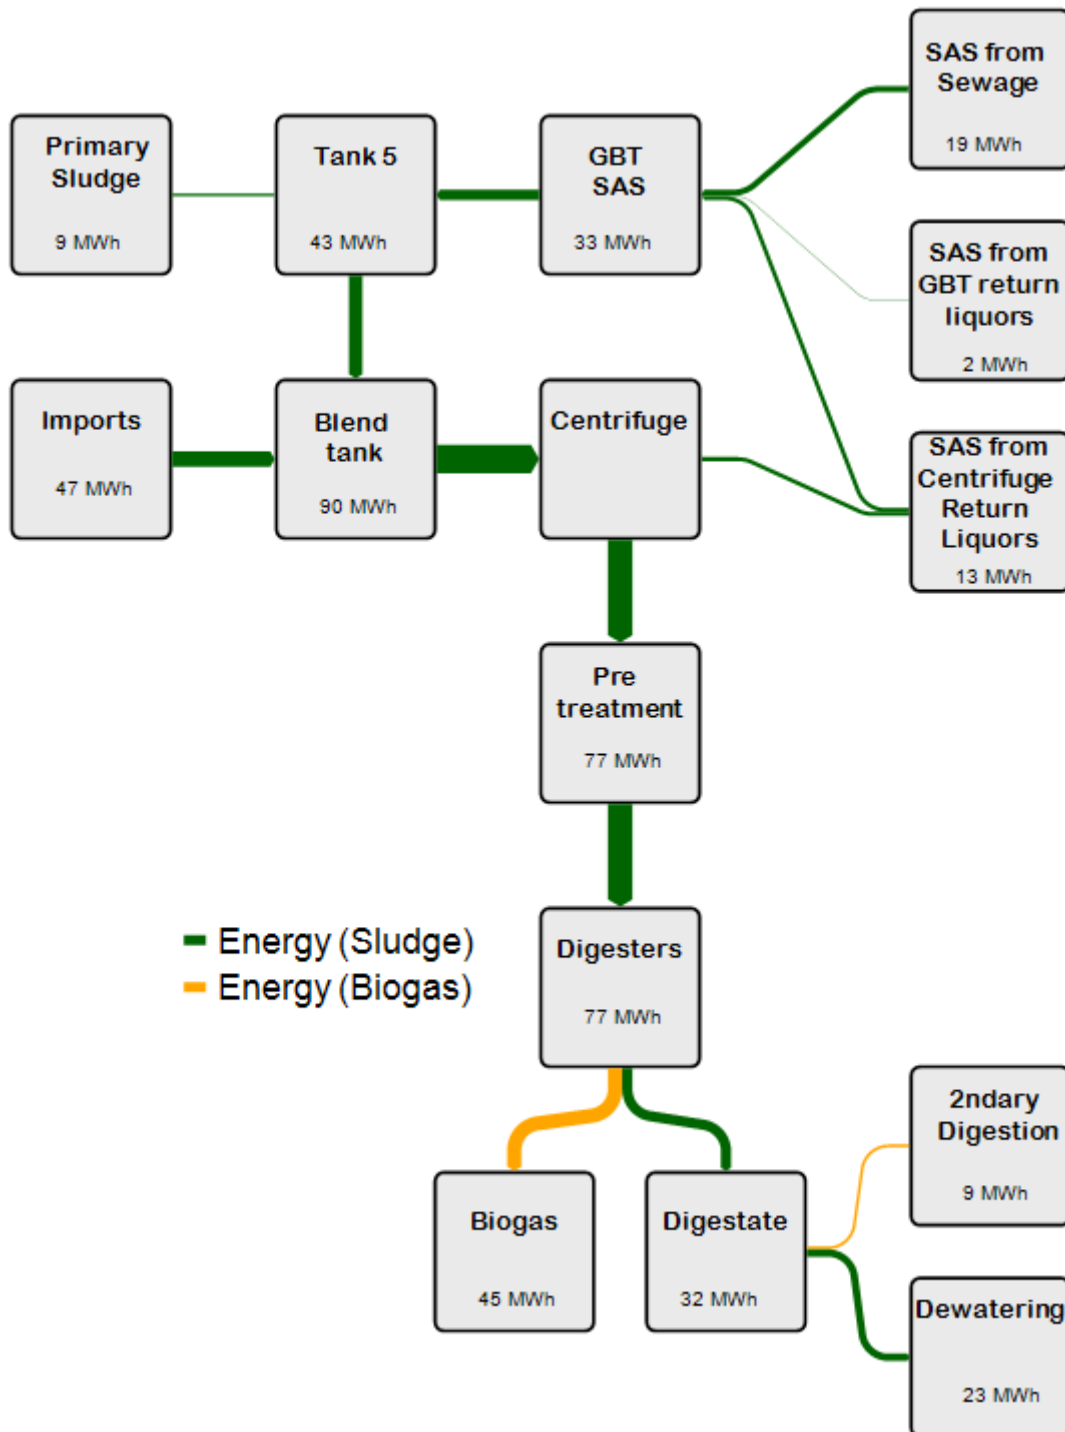 SAS from
Sewage
19 MWh
Primary
Sludge
9 MWh
Tank 5
43 MWh
GBT
SAS
33 MWh
SAS from
GBT return
liquors
2 MWh
Imports
47 MWh
Blend
tank
90 MWh
Centrifuge
SAS from
Centrifuge
Return
Liquors
13 MWh
Pre
treatment
77 MWh
Energy (Sludge)
Energy (Biogas)
Digesters
77 MWh
2ndary
Digestion
9 MWh
Biogas
45 MWh
Digestate
32 MWh
Dewatering
23 MWh